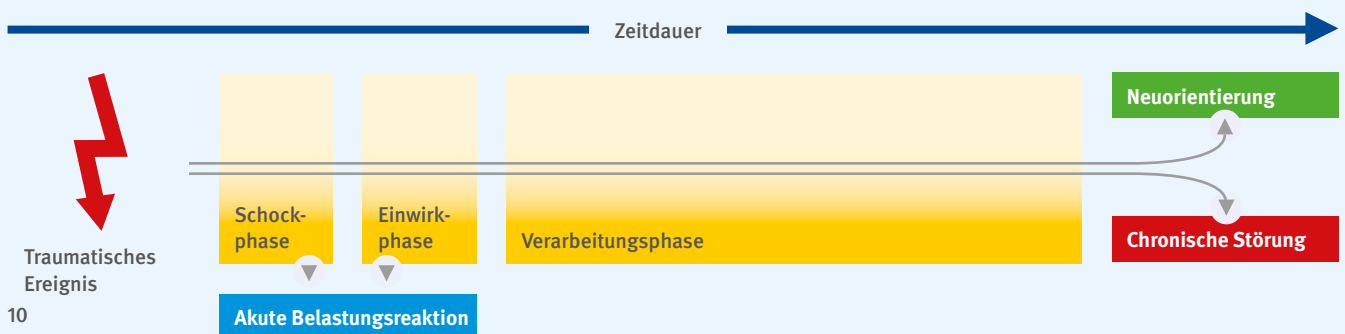 Zeitdauer
Neuorientierung
Schock-
phase
Einwirk-
phase
Verarbeitungsphase
Chronische Störung
Traumatisches
Ereignis
10
Akute Belastungsreaktion